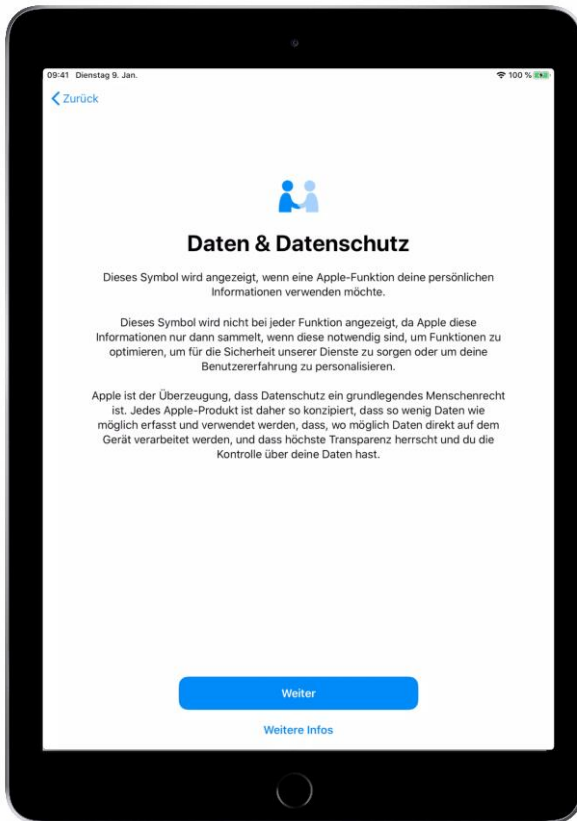 09:41 Dienstag 9. Jan.
100 %
Zurück
Daten & Datenschutz
Dieses Symbol wird angezeigt, wenn eine Apple-Funktion deine persönlichen
Informationen verwenden möchte.
Dieses Symbol wird nicht bei jeder Funktion angezeigt, da Apple diese
Informationen nur dann sammelt, wenn diese notwendig sind, um Funktionen zu
optimieren, um für die Sicherheit unserer Dienste zu sorgen oder um deine
Benutzererfahrung zu personalisieren.
Apple ist der Überzeugung, dass Datenschutz ein grundlegendes Menschenrecht
ist. Jedes Apple-Produkt ist daher so konzipiert, dass so wenig Daten wie
möglich erfasst und verwendet werden, dass, wo möglich Daten direkt auf dem
Gerät verarbeitet werden, und dass höchste Transparenz herrscht und du die
Kontrolle über deine Daten hast.
Weiter
Weitere Infos